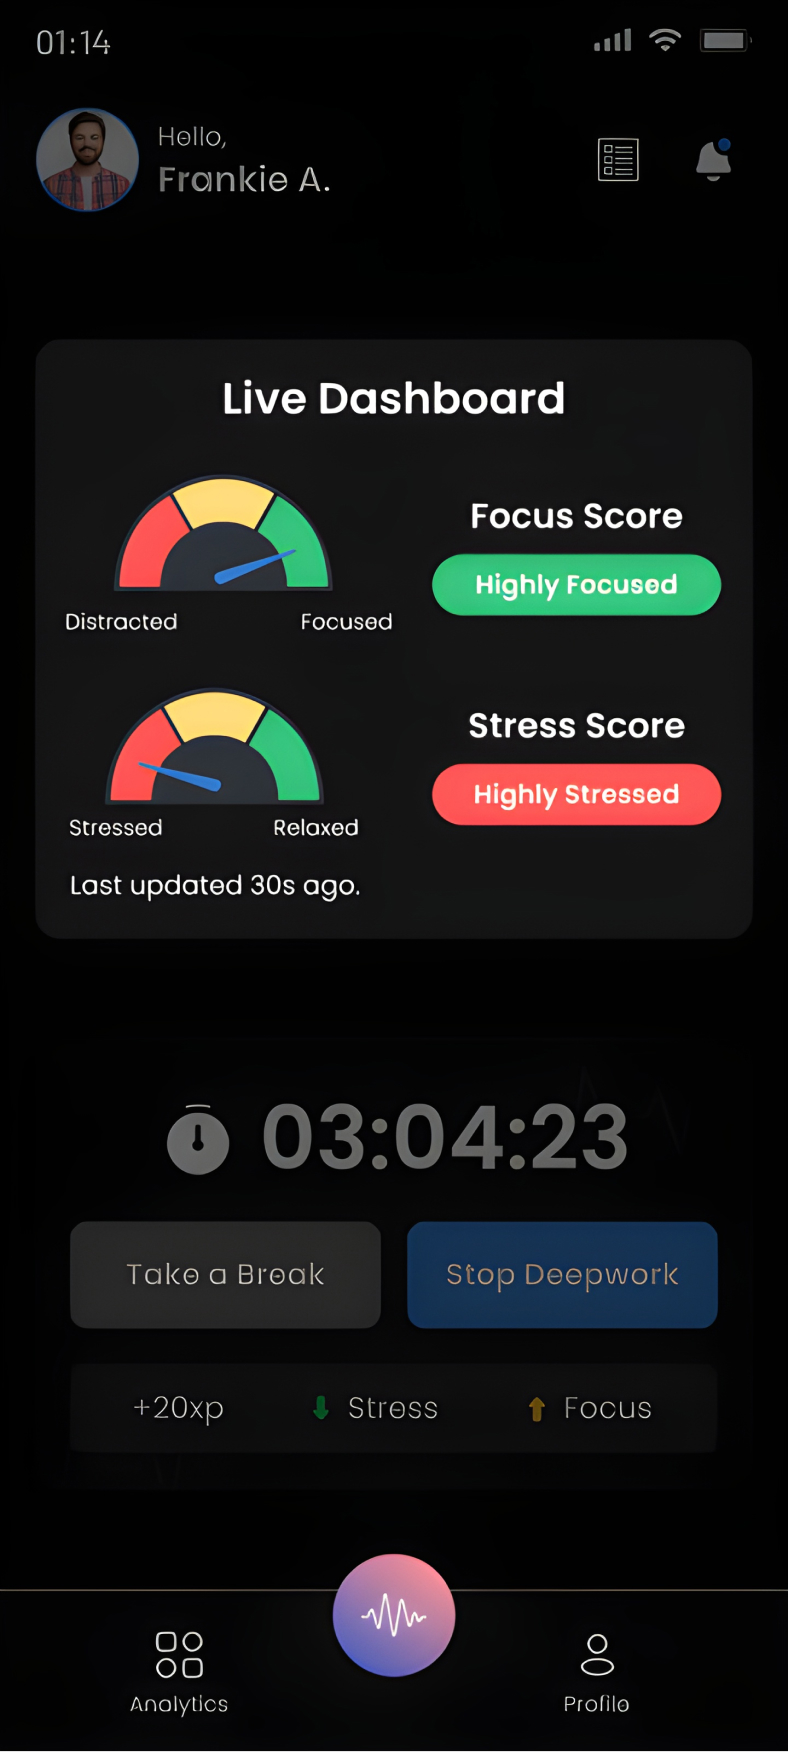 01:14
Hello,
Frankie A.
Live Dashboard
Focus Score
Highly Focused
Distracted
Focused
Stress Score
Highly Stressed
Stressed
Relaxed
Last updated 30s ago.
03:04:23
Take a Break
Stop Deepwork
+20xp
Stress
Focus
Analytics
Profile